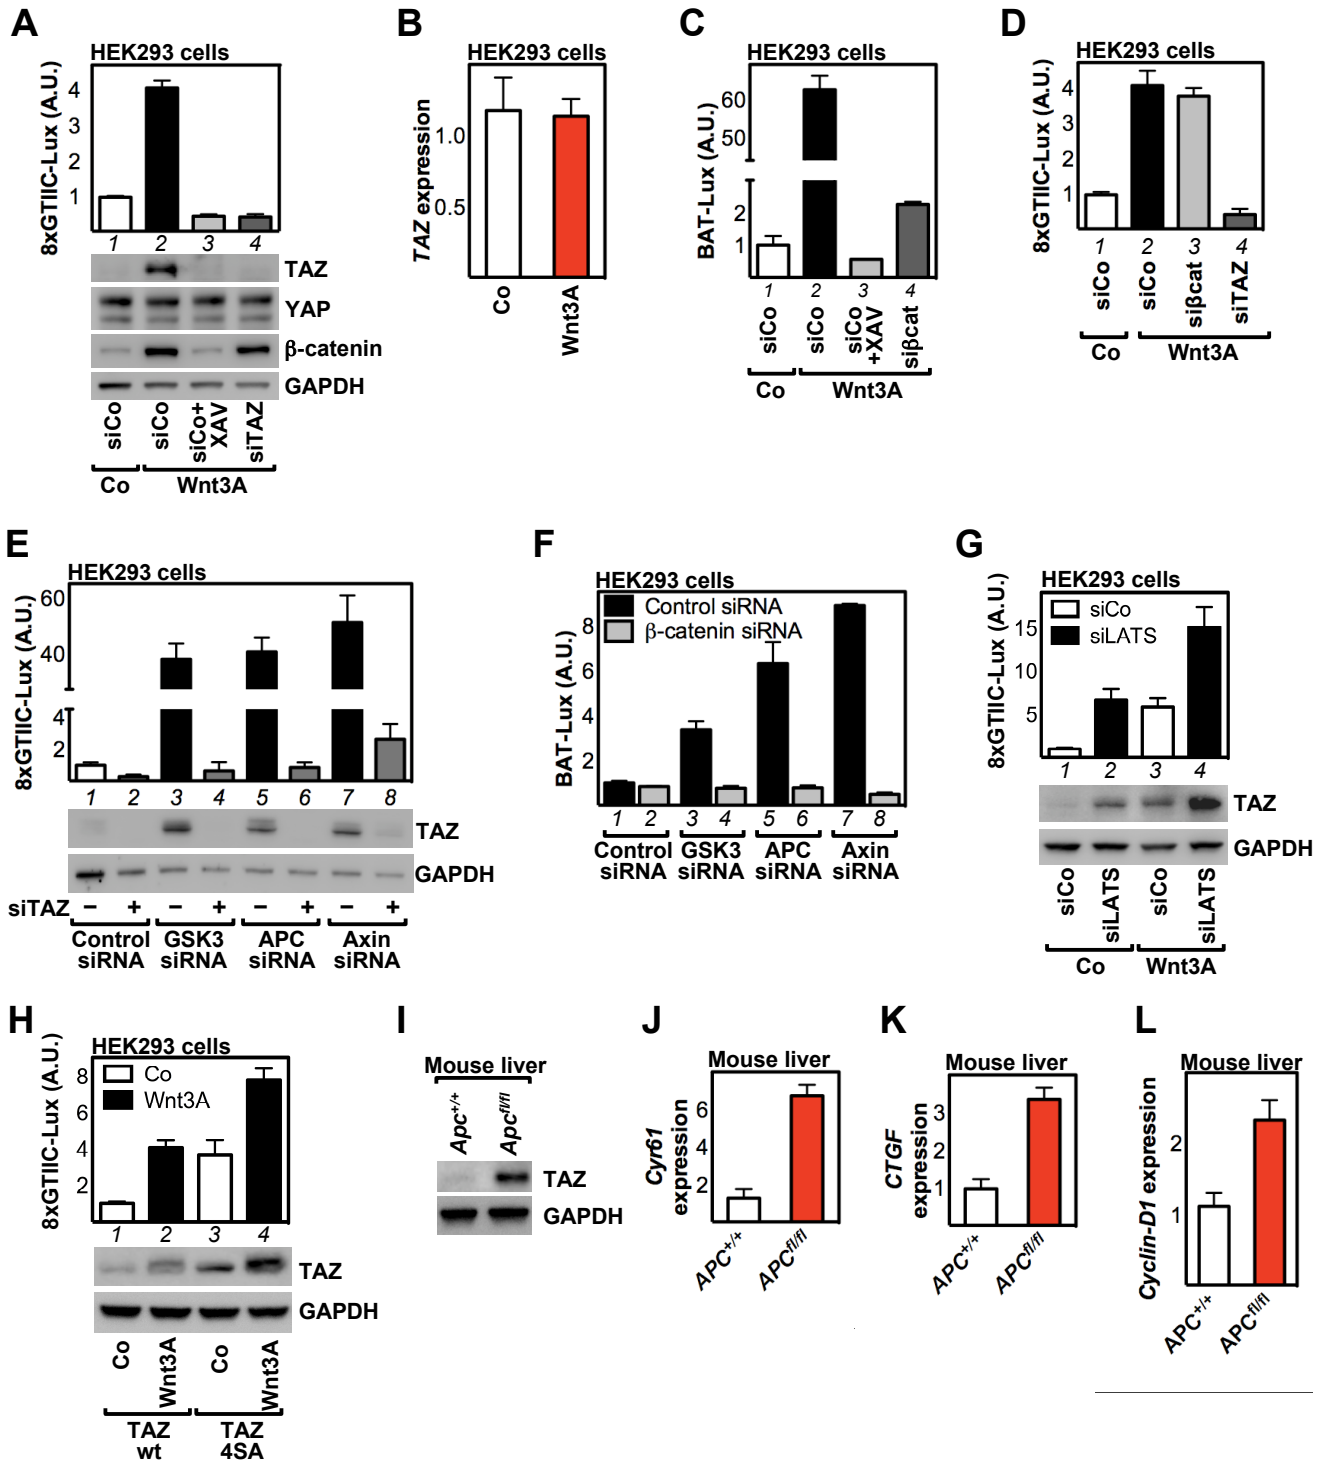 A
HEK293 cells
8xGTIIC-Lux (A.U.)
4
3
2
1
1 2 3 4
TAZ
YAP
β-catenin
GAPDH
siCo
siCo
siCo+
XAV
siTAZ
Co
Wnt3A
B
HEK293 cells
TAZ expression
1.0
0.5
Co
Wnt3A
C
HEK293 cells
BAT-Lux (A.U.)
60
50
2
1
1 2 3 4
siCo
siCo
siCo
+XAV
siβcat
Co
Wnt3A
D
HEK293 cells
8xGTIIC-Lux (A.U.)
4
3
2
1
1 2 3 4
siCo
siCo
siβcat
siTAZ
Co
Wnt3A
E
HEK293 cells
8xGTIIC-Lux (A.U.)
60
40
4
2
1 2 3 4 5 6 7 8
TAZ
GAPDH
siTAZ − + − + − + − +
Control siRNA
GSK3 siRNA
APC siRNA
Axin siRNA
F
HEK293 cells
Control siRNA
β-catenin siRNA
BAT-Lux (A.U.)
8
6
4
2
1 2 3 4 5 6 7 8
Control siRNA
GSK3 siRNA
APC siRNA
Axin siRNA
G
HEK293 cells
siCo
siLATS
8xGTIIC-Lux (A.U.)
15
10
5
1 2 3 4
TAZ
GAPDH
siCo
siLATS
siCo
siLATS
Co
Wnt3A
H
HEK293 cells
Co
Wnt3A
8xGTIIC-Lux (A.U.)
8
6
4
2
1 2 3 4
TAZ
GAPDH
Co
Wnt3A
Co
Wnt3A
TAZ wt
TAZ 4SA
I
Mouse liver
Apc+/+
Apcfl/fl
TAZ
GAPDH
J
Mouse liver
Cyr61
expression
6
4
2
APC+/+
APCfl/fl
K
Mouse liver
CTGF
expression
3
2
1
APC+/+
APCfl/fl
L
Mouse liver
Cyclin-D1 expression
2
1
APC+/+
APCfl/fl